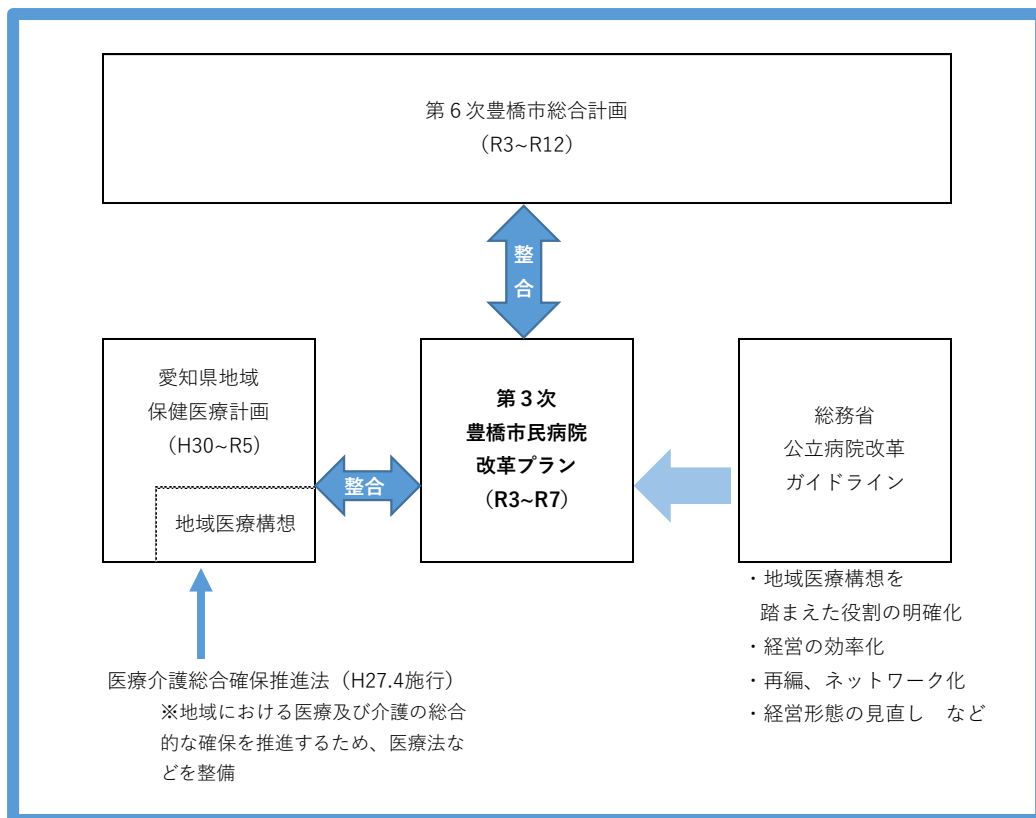 第６次豊橋市総合計画
（R3~R12）
整
合
愛知県地域
保健医療計画
（H30~R5）
地域医療構想
整合
第３次
豊橋市民病院
改革プラン
（R3~R7）
総務省
公立病院改革
ガイドライン
・地域医療構想を
踏まえた役割の明確化
・経営の効率化
・再編、ネットワーク化
・経営形態の見直し　など
医療介護総合確保推進法（H27.4施行）
※地域における医療及び介護の総合
的な確保を推進するため、医療法な
どを整備